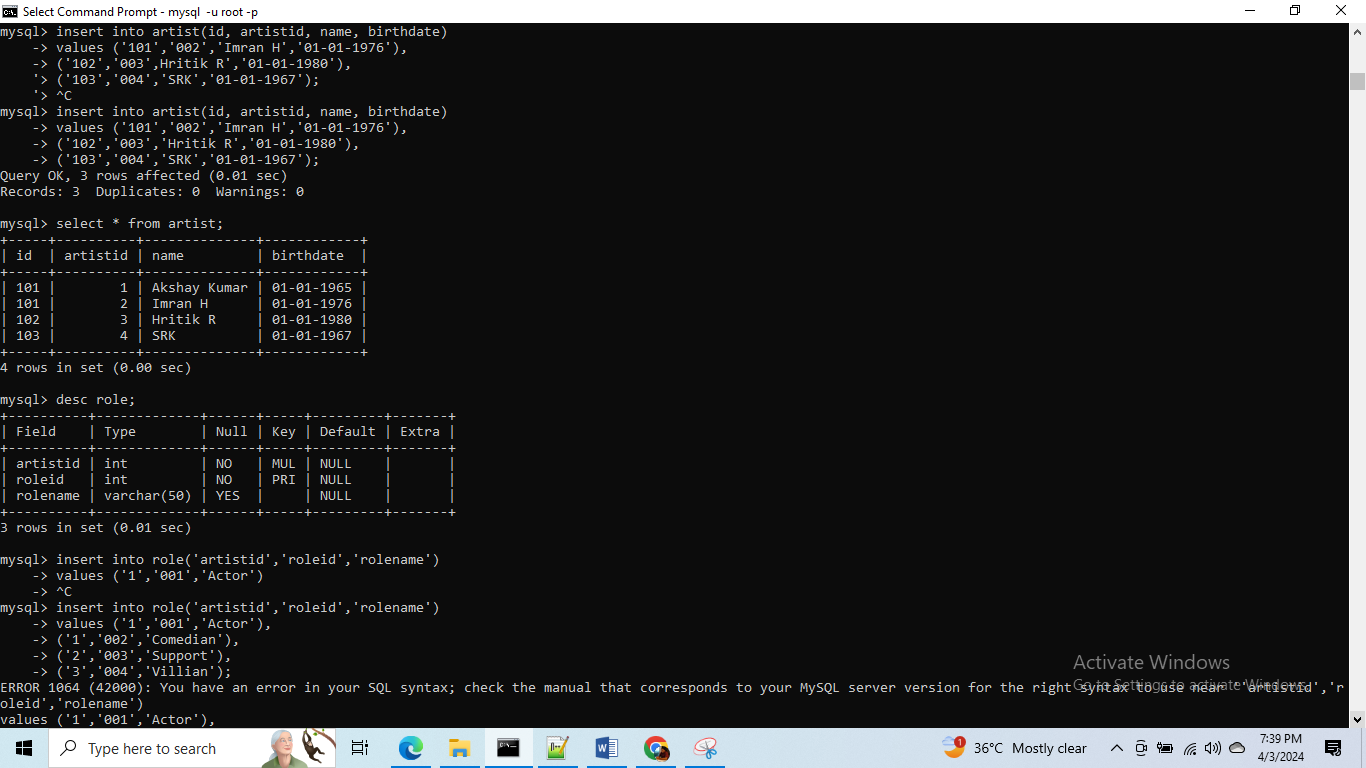 Select Command Prompt - mysql  -u root -p
mysql> insert into artist(id, artistid, name, birthdate)
    -> values ('101','002','Imran H','01-01-1976'),
    -> ('102','003',Hritik R','01-01-1980'),
    '> ('103','004','SRK','01-01-1967');
    '> ^C
mysql> insert into artist(id, artistid, name, birthdate)
    -> values ('101','002','Imran H','01-01-1976'),
    -> ('102','003','Hritik R','01-01-1980'),
    -> ('103','004','SRK','01-01-1967');
Query OK, 3 rows affected (0.01 sec)
Records: 3  Duplicates: 0  Warnings: 0
mysql> select * from artist;
+-----+----------+--------------+------------+
| id  | artistid | name         | birthdate  |
+-----+----------+--------------+------------+
| 101 |        1 | Akshay Kumar | 01-01-1965 |
| 101 |        2 | Imran H      | 01-01-1976 |
| 102 |        3 | Hritik R     | 01-01-1980 |
| 103 |        4 | SRK          | 01-01-1967 |
+-----+----------+--------------+------------+
4 rows in set (0.00 sec)
mysql> desc role;
+----------+-------------+------+-----+---------+-------+
| Field    | Type        | Null | Key | Default | Extra |
+----------+-------------+------+-----+---------+-------+
| artistid | int         | NO   | MUL | NULL    |       |
| roleid   | int         | NO   | PRI | NULL    |       |
| rolename | varchar(50) | YES  |     | NULL    |       |
+----------+-------------+------+-----+---------+-------+
3 rows in set (0.01 sec)
mysql> insert into role('artistid','roleid','rolename')
    -> values ('1','001','Actor')
    -> ^C
mysql> insert into role('artistid','roleid','rolename')
    -> values ('1','001','Actor'),
    -> ('1','002','Comedian'),
    -> ('2','003','Support'),
    -> ('3','004','Villian');
ERROR 1064 (42000): You have an error in your SQL syntax; check the manual that corresponds to your MySQL server version for the right syntax to use near ''artistid','r
oleid','rolename')
values ('1','001','Actor'),
Activate Windows
Go to Settings to activate Windows.
Type here to search
1
36°C Mostly clear
7:39 PM
4/3/2024